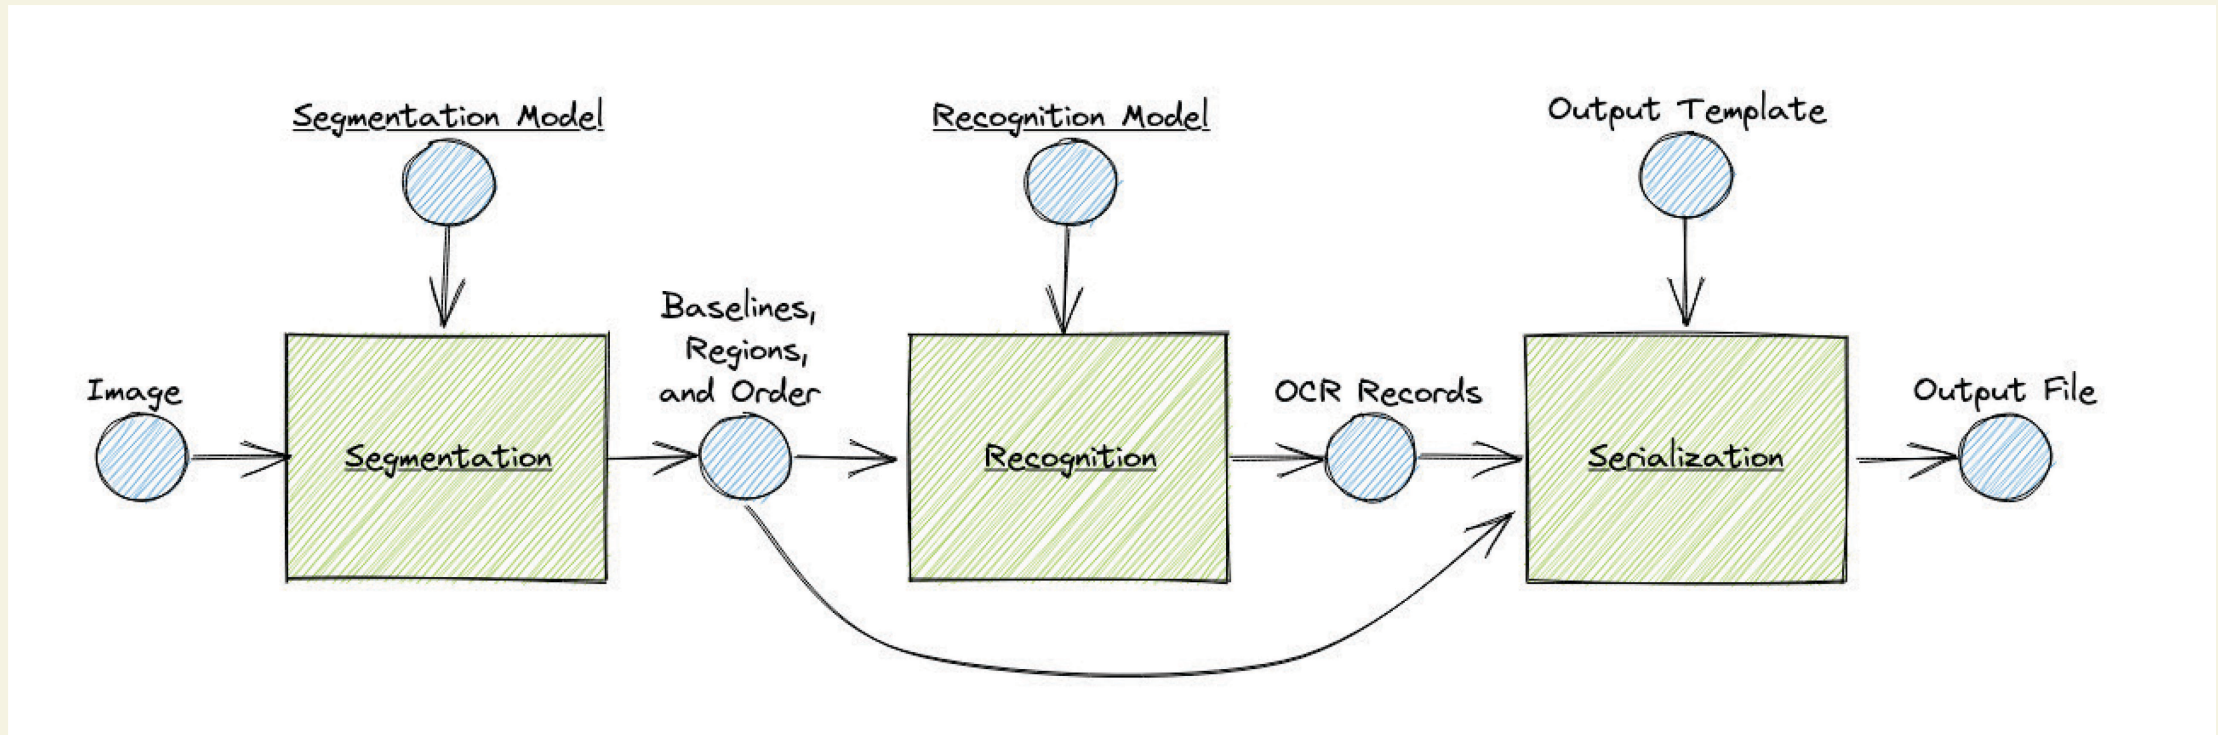 Segmentation Model
Recognition Model
Output Template
Image
Segmentation
Baselines,
Regions,
and Order
Recognition
OCR Records
Serialization
Output File